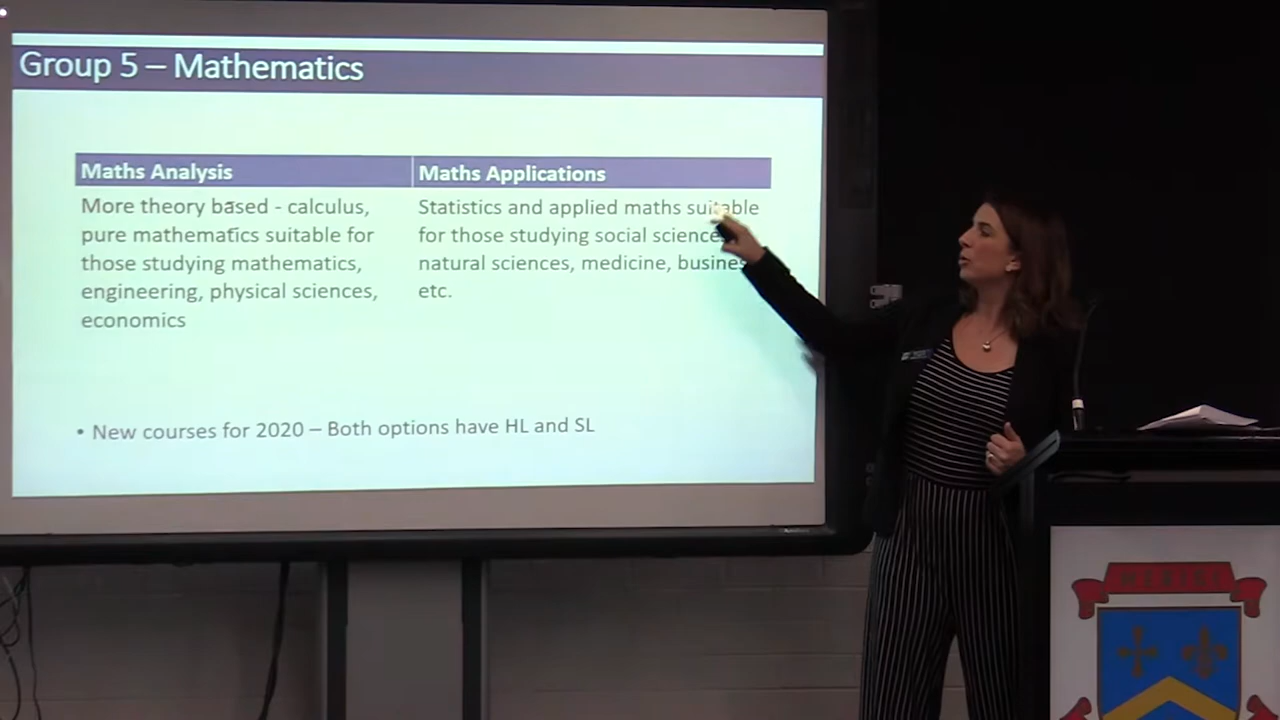 Group 5 – Mathematics
Maths Analysis
More theory based - calculus,
pure mathematics suitable for
those studying mathematics,
engineering, physical sciences,
economics
Maths Applications
Statistics and applied maths suitable
for those studying social science
natural sciences, medicine,
etc.
• New courses for 2020 – Both options have HL and SL